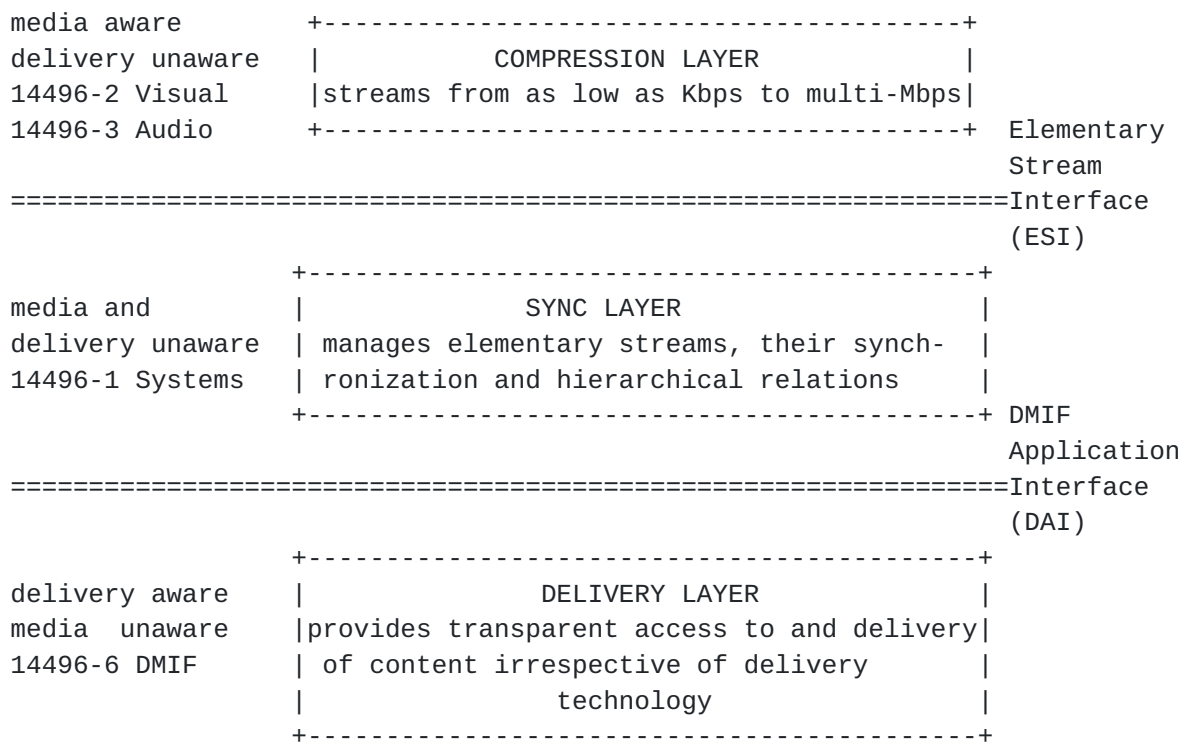 media aware          +-----------------------------------------+
delivery unaware   |           COMPRESSION LAYER             |
14496-2 Visual     |streams from as low as Kbps to multi-Mbps|
14496-3 Audio      +-----------------------------------------+  Elementary
                                                                Stream
================================================================Interface
                                                                (ESI)
                  +-------------------------------------------+
media and         |              SYNC LAYER                   |
delivery unaware  | manages elementary streams, their synch-  |
14496-1 Systems   | ronization and hierarchical relations     |
                  +-------------------------------------------+ DMIF
                                                                Application
================================================================Interface
                                                                (DAI)
                  +-------------------------------------------+
delivery aware    |               DELIVERY LAYER              |
media  unaware    |provides transparent access to and delivery|
14496-6 DMIF      | of content irrespective of delivery       |
                  |                technology                 |
                  +-------------------------------------------+